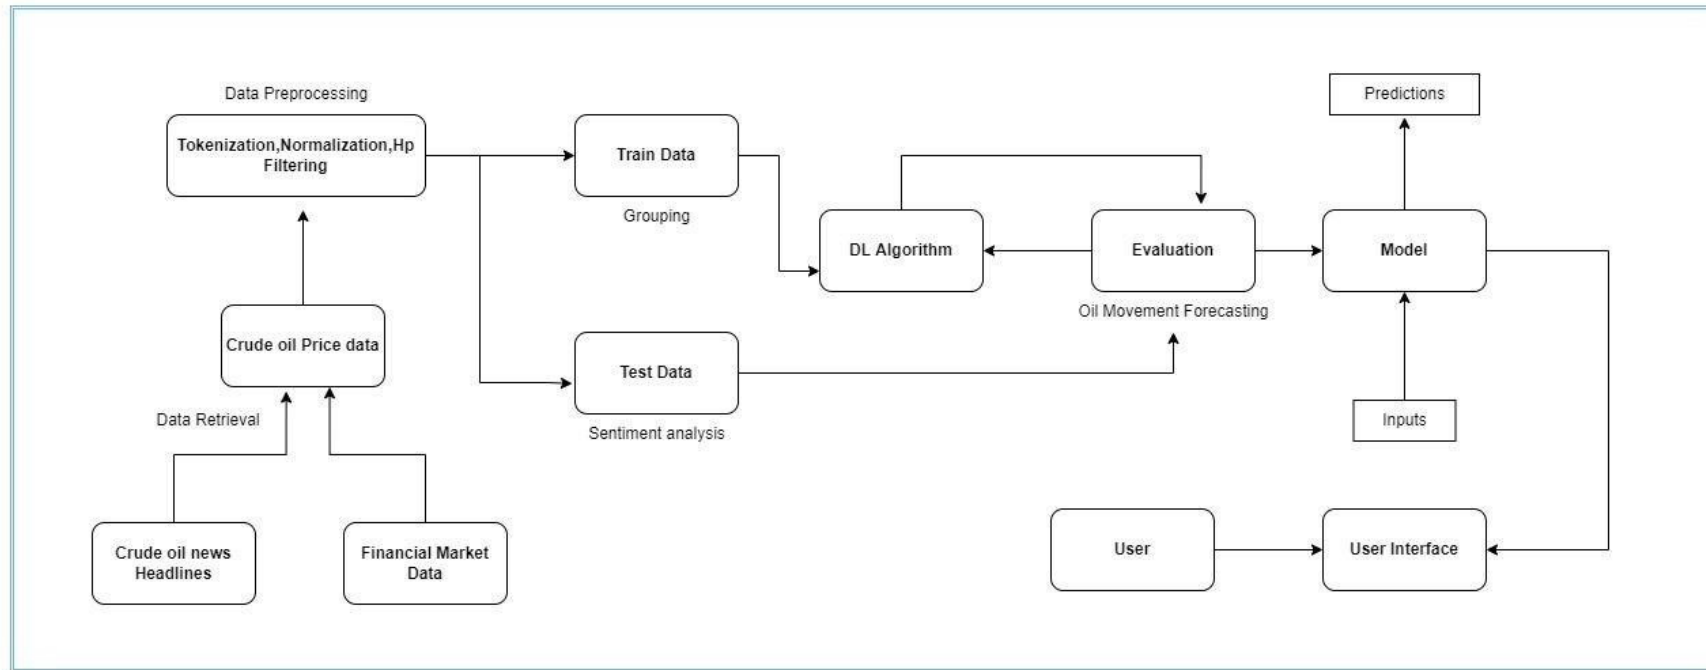 Data Preprocessing
Tokenization,Normalization,Hp
Filtering
Train Data
Grouping
Predictions
DL Algorithm
Evaluation
Model
Oil Movement Forecasting
Crude oil Price data
Test Data
Sentiment analysis
Data Retrieval
Inputs
Crude oil news
Headlines
Financial Market
Data
User
User Interface